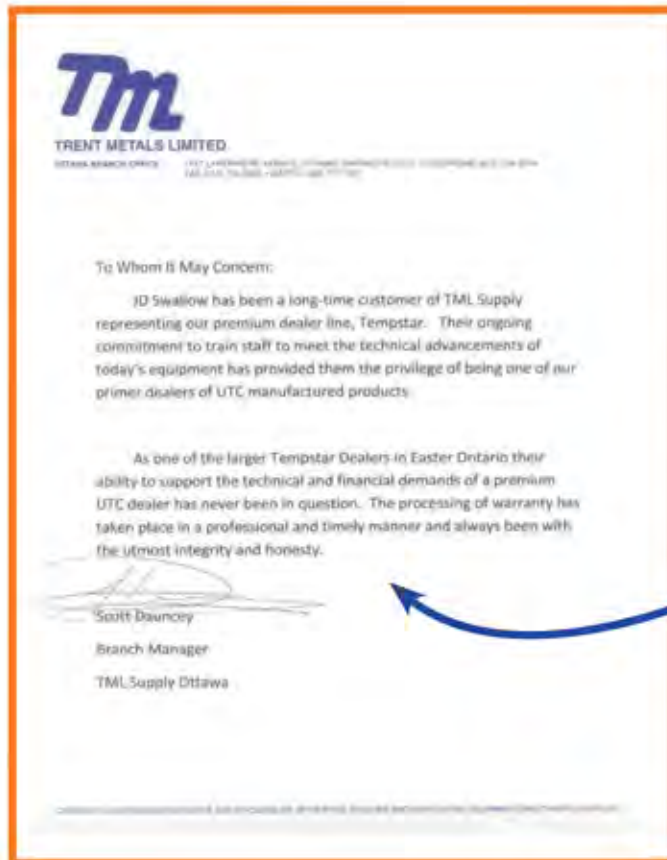 TM
TRENT METALS LIMITED
OTTAWA BRANCH OFFICE
To Whom It May Concern:
JD Swallow has been a long-time customer of TML Supply
representing our premium dealer line, Tempstar. Their ongoing
commitment to train staff to meet the technical advancements of
today's equipment has provided them the privilege of being one of our
primer dealers of UTC manufactured products
As one of the larger Tempstar Dealers in Easter Ontario their
ability to support the technical and financial demands of a premium
UTC dealer has never been in question. The processing of warranty has
taken place in a professional and timely manner and always been with
the utmost integrity and honesty.
Scott Dauncey
Branch Manager
TML Supply Ottawa